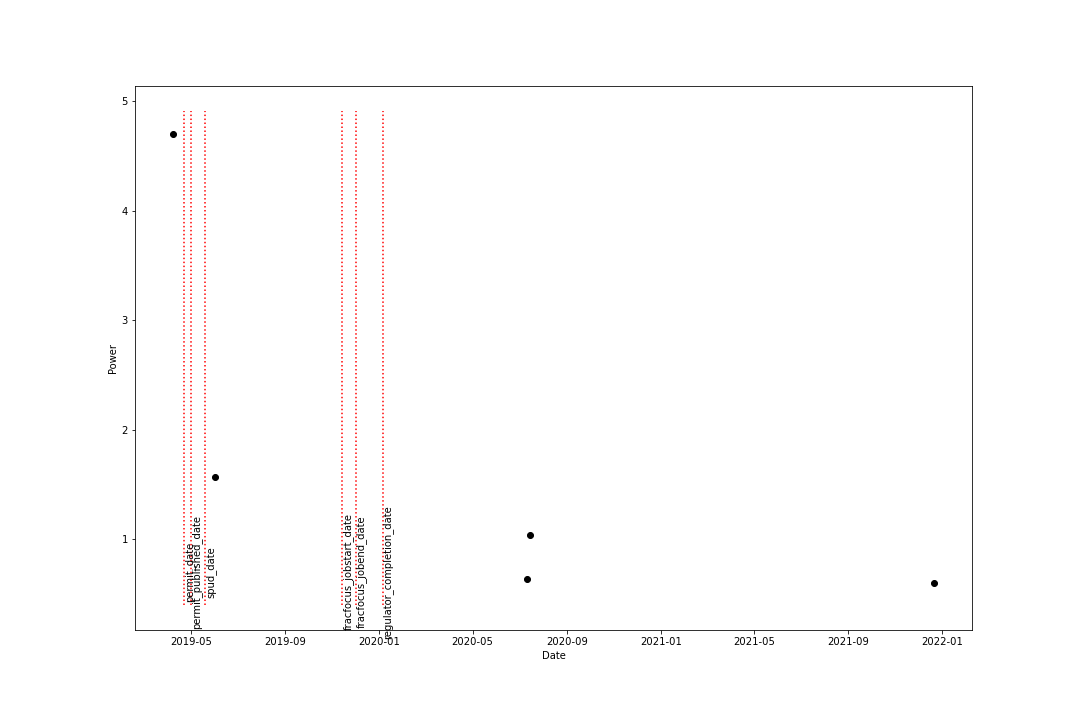 5
4
3
2
1
Power
permit_date
permit_published_date
spud_date
fracfocus_jobstart_date
fracfocus_jobend_date
regulator_completion_date
2019-05
2019-09
2020-01
2020-05
2020-09
2021-01
2021-05
2021-09
2022-01
Date